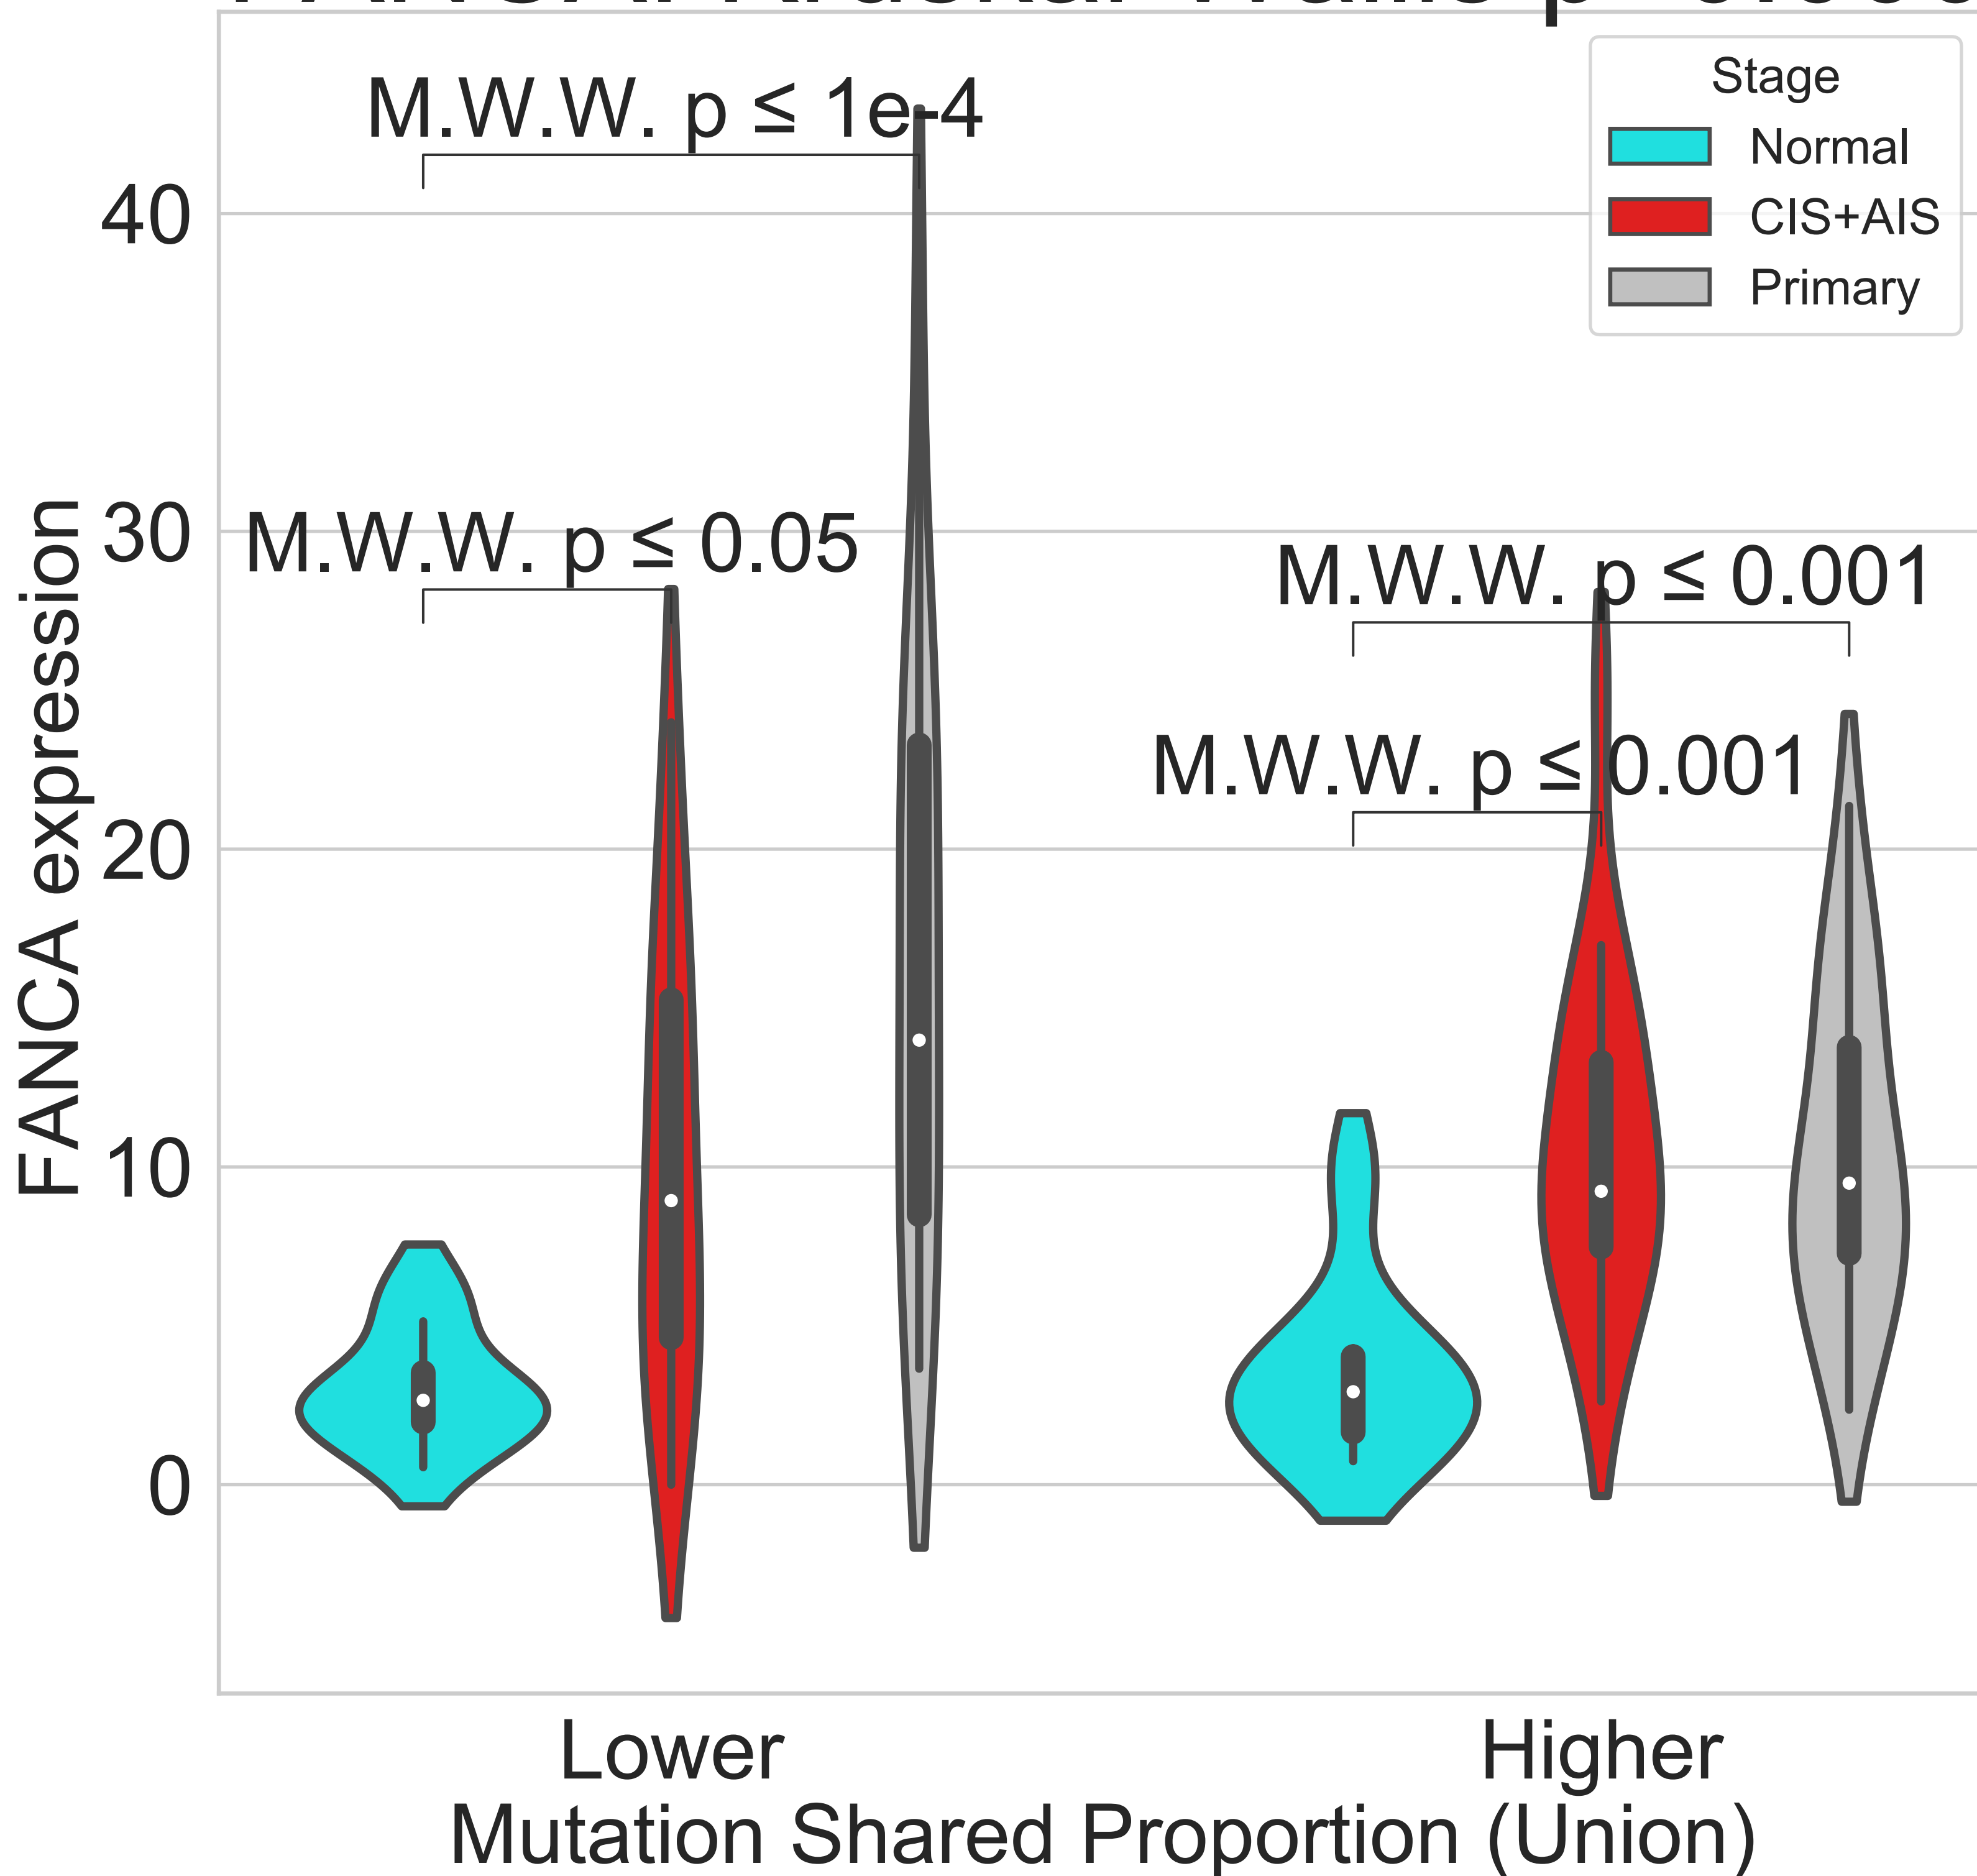 M.W.W. p ≤ 1e-4
Stage
Normal
CIS+AIS
Primary
40
30
20
10
0
FANCA expression
M.W.W. p ≤ 0.05
M.W.W. p ≤ 0.001
M.W.W. p ≤ 0.001
Lower
Higher
Mutation Shared Proportion (Union)